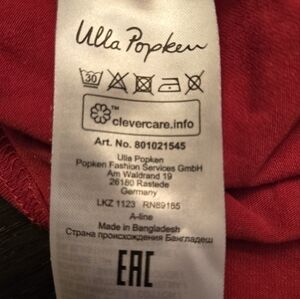 Ulla Popken
30
clevercare.info
Art. No. 801021545
Ulla Popken
Popken Fashion Services GmbH
Am Waldrand 19
26180 Rastede
Germany
LKZ 1123 RN89185
A-line
Made in Bangladesh
Страна происхождения Бангладеш
EAC